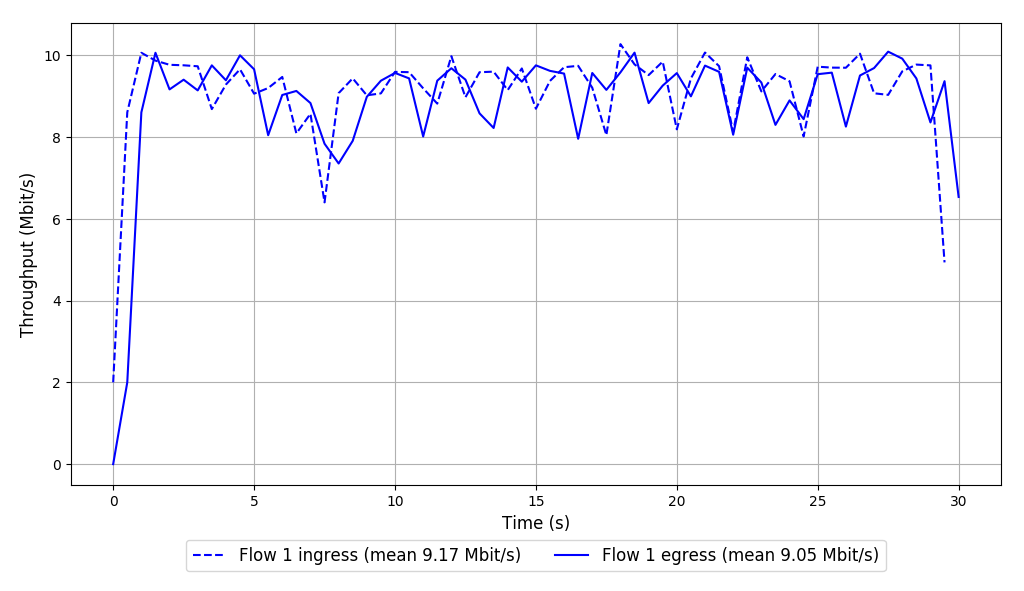 10
8
6
4
2
0
Throughput (Mbit/s)
0 5 10 15 20 25 30
Time (s)
Flow 1 ingress (mean 9.17 Mbit/s) Flow 1 egress (mean 9.05 Mbit/s)